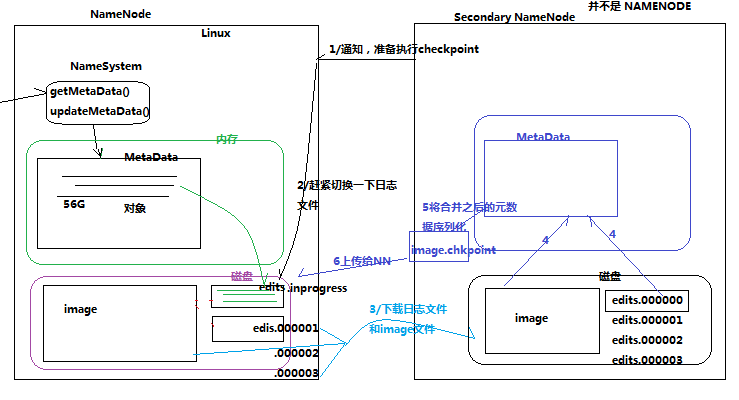 NameNode
并不是 NAMENODE
Secondary NameNode
Linux
1/通知，准备执行checkpoint
NameSystem
getMetaData()
updateMetaData()
内存
MetaData
MetaData
56G
对象
2/赶紧切换一下日志
文件
5将合并之后的元数
据序列化
4
4
6上传给NN
image.chkpoint
磁盘
磁盘
edits.inprogress
image
3/下载日志文件
和image文件
edis.000001
.000002
.000003
image
edits.000000
edits.000001
edits.000002
edits.000003